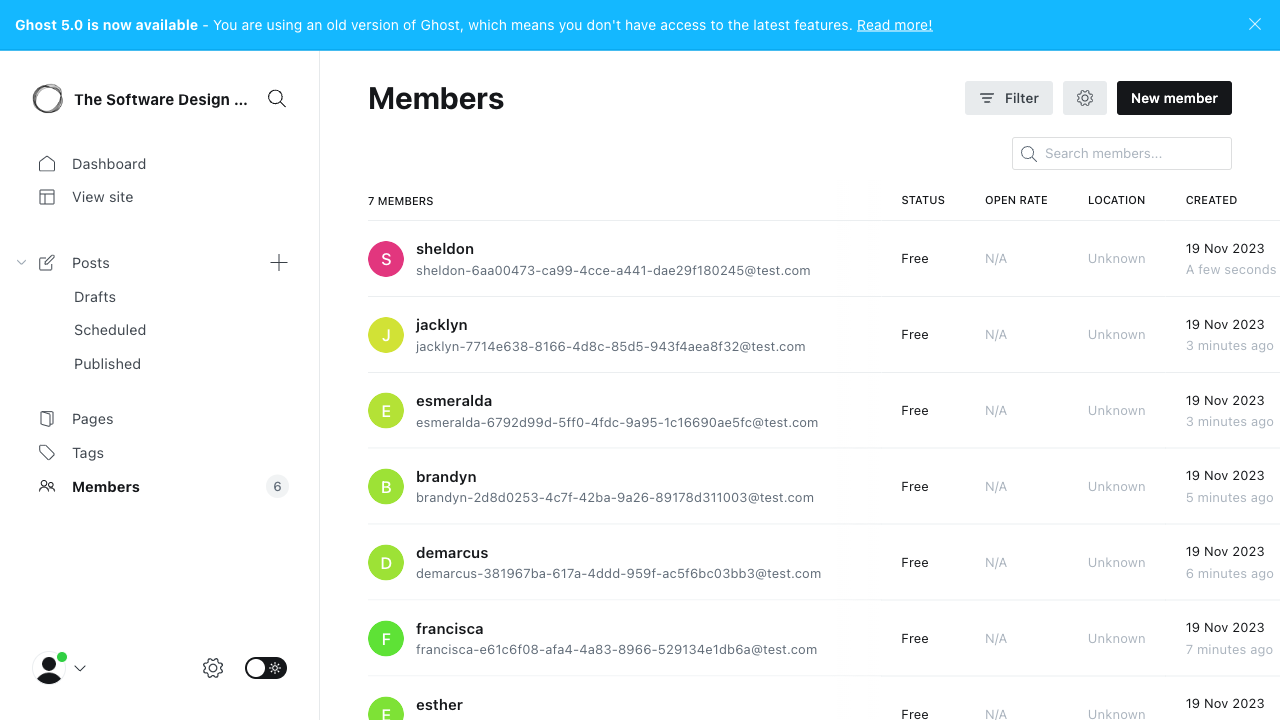 Ghost 5.0 is now available - You are using an old version of Ghost, which means you don't have access to the latest features. Read more!
The Software Design ...
Dashboard
View site
Posts
Drafts
Scheduled
Published
Pages
Tags
Members 6
Members
Filter
New member
Search members...
7 MEMBERS STATUS OPEN RATE LOCATION CREATED
S sheldon
sheldon-6aa00473-ca99-4cce-a441-dae29f180245@test.com
Free N/A Unknown
19 Nov 2023
A few seconds
J jacklyn
jacklyn-7714e638-8166-4d8c-85d5-943f4aea8f32@test.com
Free N/A Unknown
19 Nov 2023
3 minutes ago
E esmeralda
esmeralda-6792d99d-5ff0-4fdc-9a95-1c16690ae5fc@test.com
Free N/A Unknown
19 Nov 2023
3 minutes ago
B brandyn
brandyn-2d8d0253-4c7f-42ba-9a26-89178d311003@test.com
Free N/A Unknown
19 Nov 2023
5 minutes ago
D demarcus
demarcus-381967ba-617a-4ddd-959f-ac5f6bc03bb3@test.com
Free N/A Unknown
19 Nov 2023
6 minutes ago
F francisca
francisca-e61c6f08-afa4-4a83-8966-529134e1db6a@test.com
Free N/A Unknown
19 Nov 2023
7 minutes ago
E esther
Free N/A Unknown
19 Nov 2023